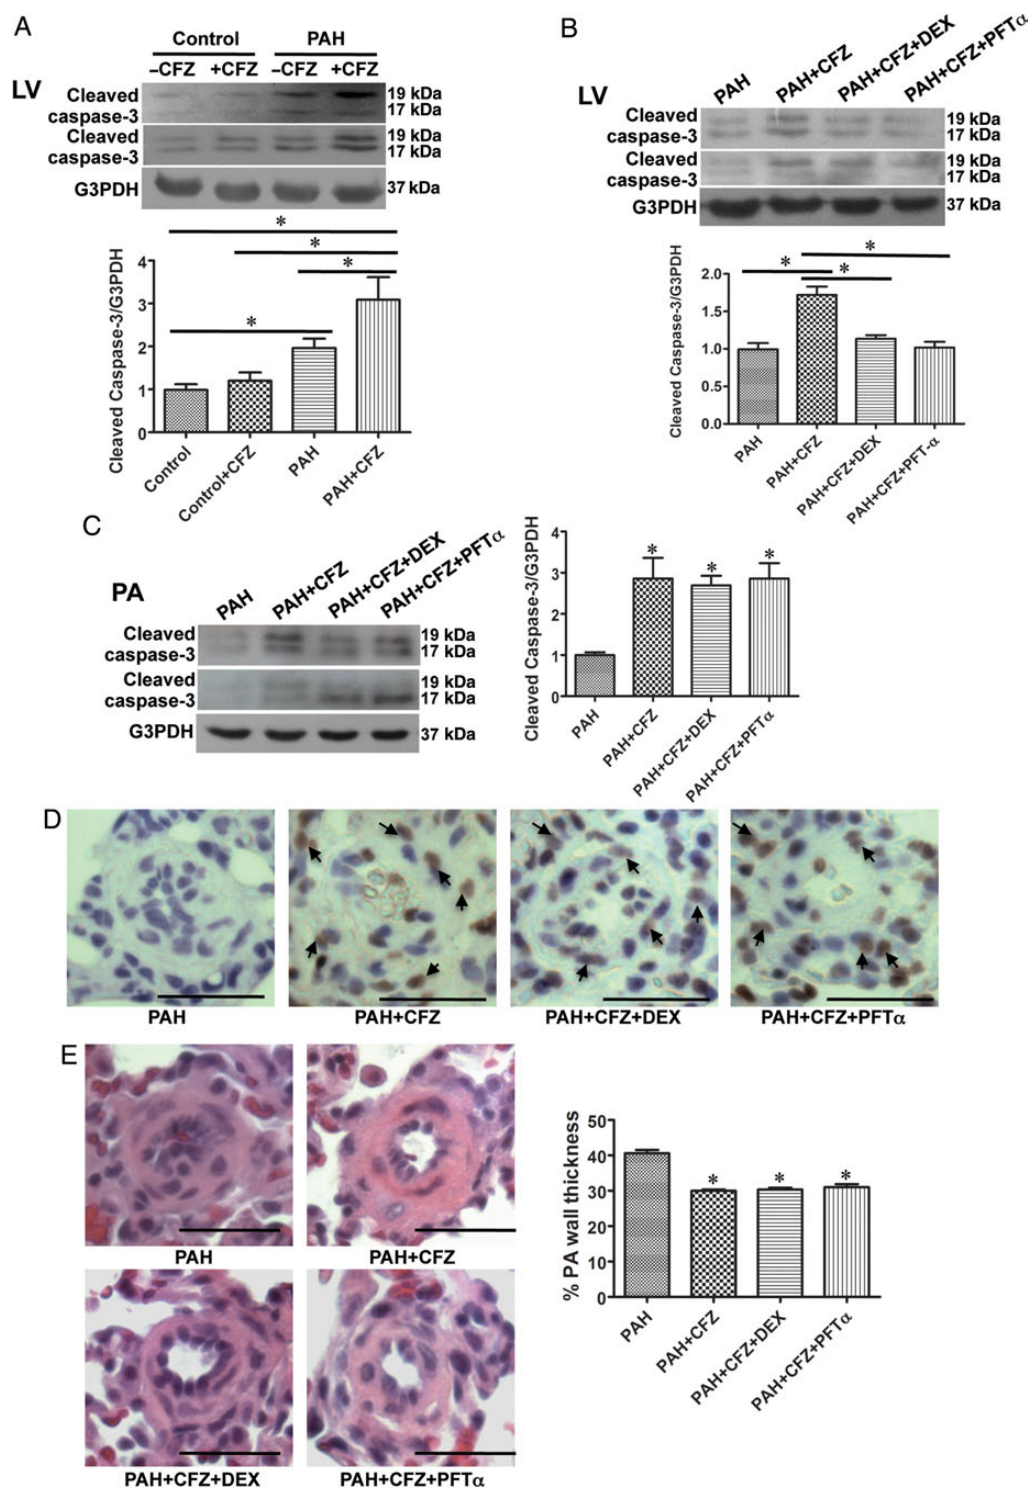 A
Control PAH
–CFZ +CFZ –CFZ +CFZ
LV
Cleaved caspase-3
19 kDa
17 kDa
Cleaved caspase-3
19 kDa
17 kDa
G3PDH
37 kDa
* * * *
Cleaved Caspase-3/G3PDH
4
3
2
1
0
Control
Control+CFZ
PAH
PAH+CFZ
B
PAH
PAH+CFZ
PAH+CFZ+DEX
PAH+CFZ+PFTα
LV
Cleaved caspase-3
19 kDa
17 kDa
Cleaved caspase-3
19 kDa
17 kDa
G3PDH
37 kDa
* * *
Cleaved Caspase-3/G3PDH
2.0
1.5
1.0
0.5
0.0
PAH
PAH+CFZ
PAH+CFZ+DEX
PAH+CFZ+PFT-α
C
PAH
PAH+CFZ
PAH+CFZ+DEX
PAH+CFZ+PFTα
PA
Cleaved caspase-3
19 kDa
17 kDa
Cleaved caspase-3
19 kDa
17 kDa
G3PDH
37 kDa
Cleaved Caspase-3/G3PDH
4
3
2
1
0
* * *
PAH
PAH+CFZ
PAH+CFZ+DEX
PAH+CFZ+PFTα
D
PAH
PAH+CFZ
PAH+CFZ+DEX
PAH+CFZ+PFTα
E
PAH
PAH+CFZ
PAH+CFZ+DEX
PAH+CFZ+PFTα
% PA wall thickness
50
40
30
20
10
0
* * *
PAH
PAH+CFZ
PAH+CFZ+DEX
PAH+CFZ+PFTα